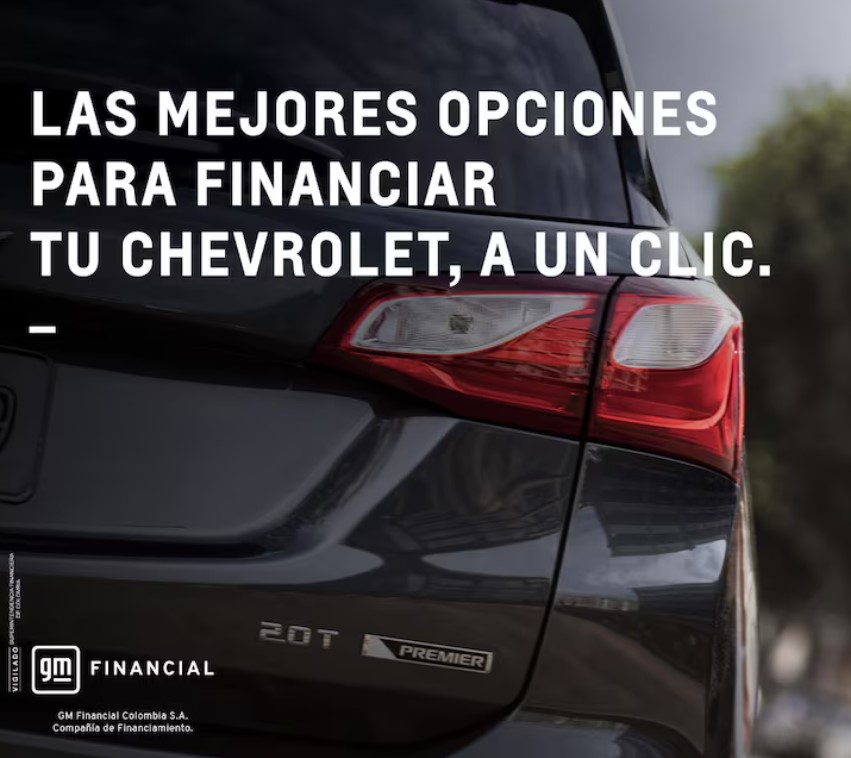 LAS MEJORES OPCIONES
PARA FINANCIAR
TU CHEVROLET, A UN CLIC.
2.0T
PREMIER
VIGILADO
SUPERINTENDENCIA FINANCIERA
DE COLOMBIA
gm
FINANCIAL
GM Financial Colombia S.A.
Compañía de Financiamiento.